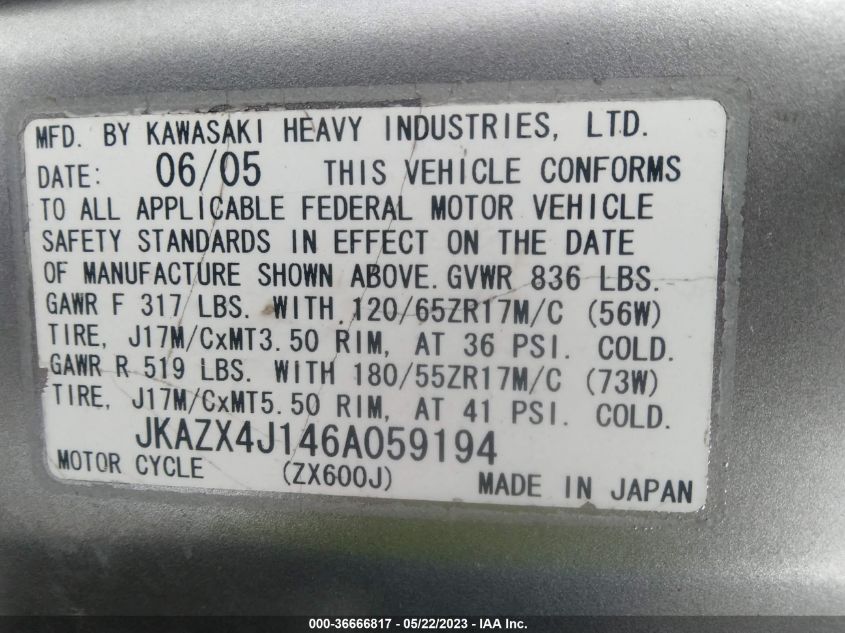 MFD. BY KAWASAKI HEAVY INDUSTRIES, LTD.
DATE: 06/05 THIS VEHICLE CONFORMS
TO ALL APPLICABLE FEDERAL MOTOR VEHICLE
SAFETY STANDARDS IN EFFECT ON THE DATE
OF MANUFACTURE SHOWN ABOVE. GVWR 836 LBS.
GAWR F 317 LBS. WITH 120/65ZR17M/C (56W)
TIRE, J17M/CxMT3.50 RIM, AT 36 PSI. COLD.
GAWR R 519 LBS. WITH 180/55ZR17M/C (73W)
TIRE, J17M/CxMT5.50 RIM, AT 41 PSI. COLD.
JKAZX4J146A059194
MOTOR CYCLE (ZX600J) MADE IN JAPAN
000-36666817 - 05/22/2023 - IAAI.com